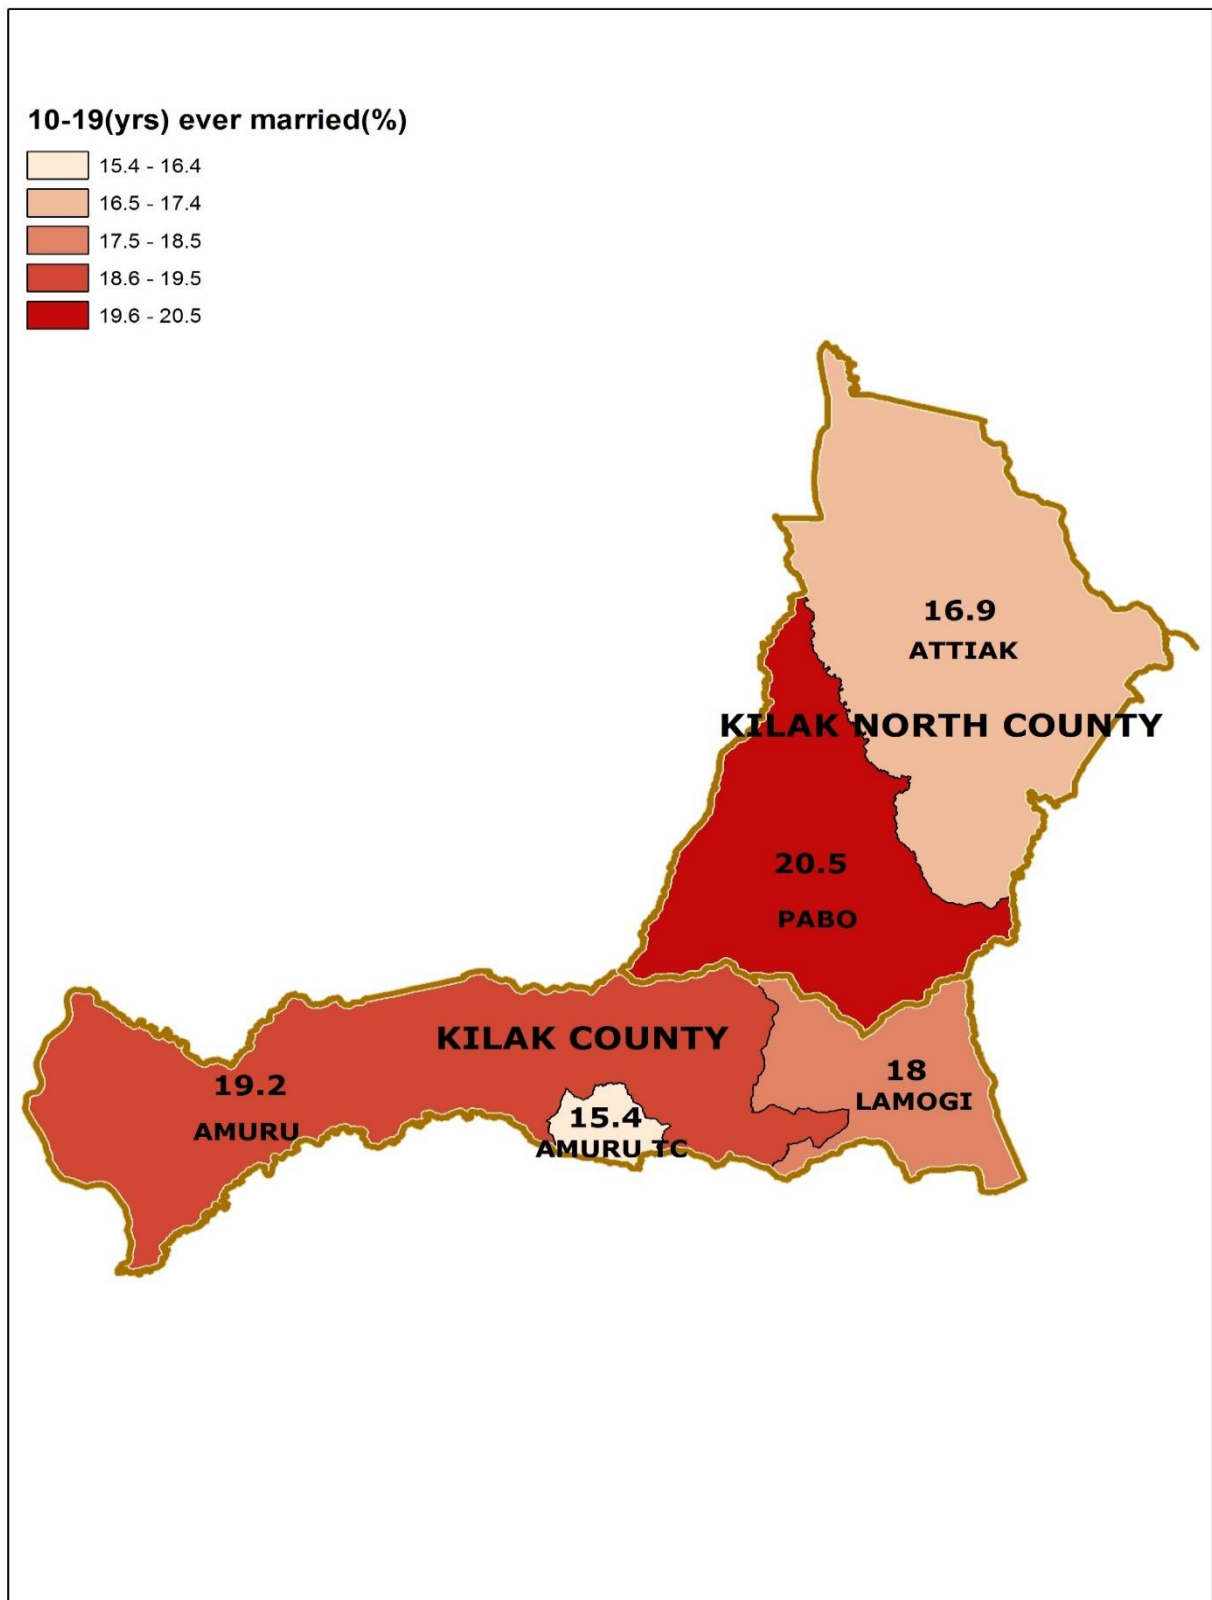 10-19(yrs) ever married(%)
15.4 - 16.4
16.5 - 17.4
17.5 - 18.5
18.6 - 19.5
19.6 - 20.5
16.9
ATTIAK
KILAK NORTH COUNTY
20.5
PABO
KILAK COUNTY
19.2
AMURU
15.4
AMURU TC
18
LAMOGI